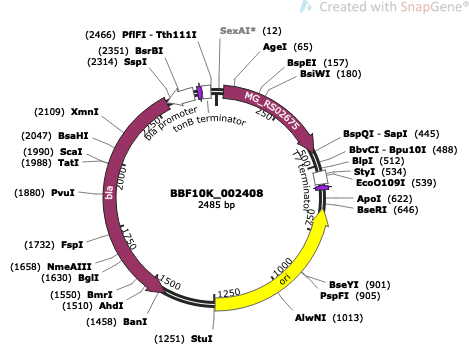 Created with SnapGene®
(2466) PflFI - Tth111I
SexAI* (12)
(2351) BsrBI
AgeI (65)
(2314) SspI
BspEI (157)
BsiWI (180)
bla promoter
tonB terminator
MG_RS02675
250
(2109) XmnI
2250
BspQI - SapI (445)
(2047) BsaHI
BbvCI - Bpu10I (488)
500
(1990) ScaI
BlpI (512)
(1988) TatI
StyI (534)
2000
EcoO109I (539)
T7 terminator
(1880) PvuI
bla
BBF10K_002408
2485 bp
ApoI (622)
BseRI (646)
750
(1732) FspI
1750
(1658) NmeAIII
(1630) BglI
1000
ori
BseYI (901)
PspFI (905)
(1550) BmrI
1500
(1510) AhdI
1250
AlwNI (1013)
(1458) BanI
(1251) StuI